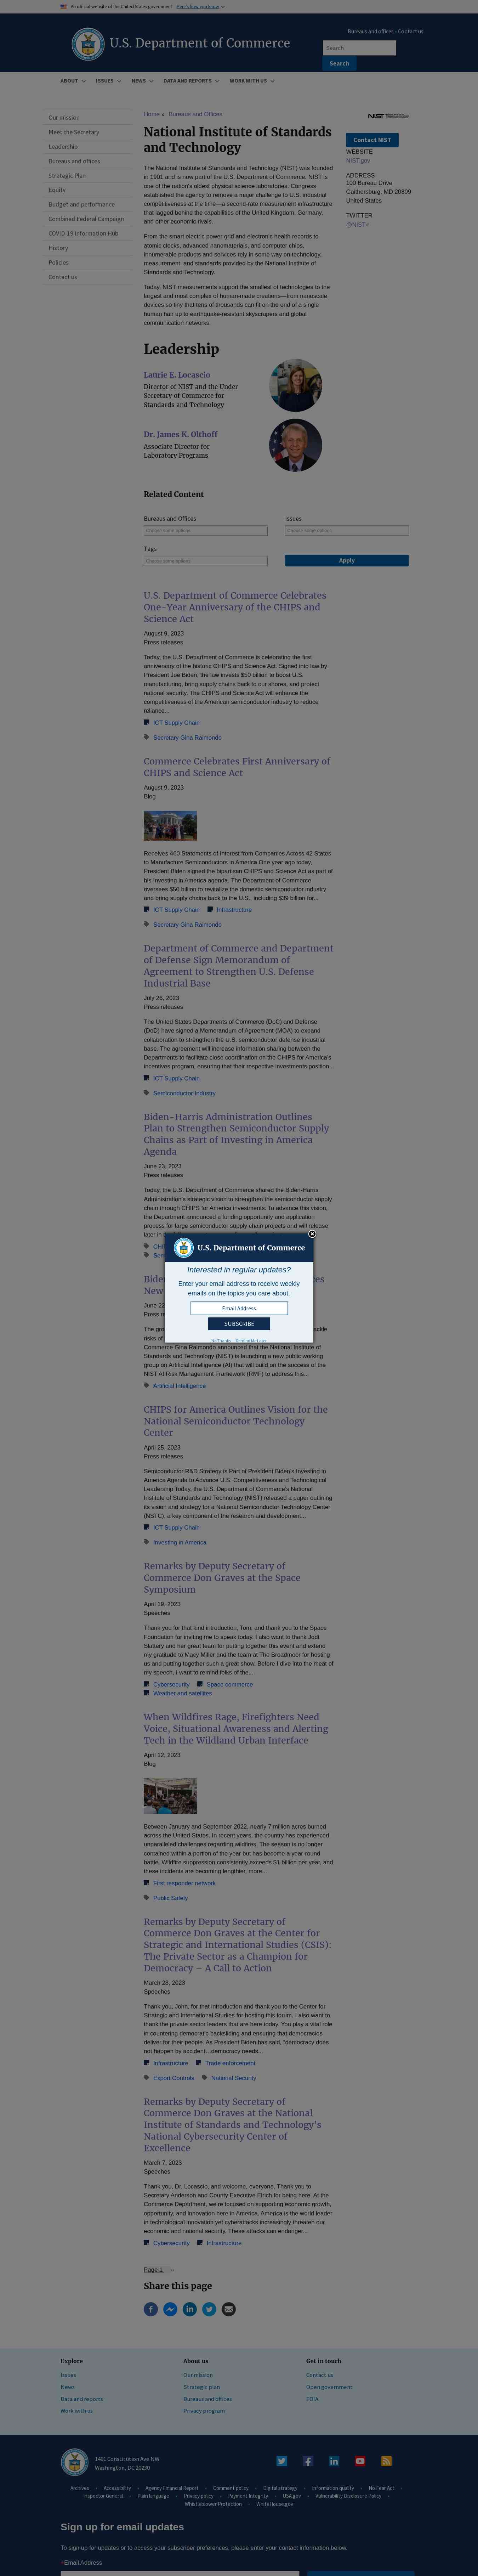 An official website of the United States government Here's how you know
U.S. Department of Commerce
Bureaus and offices - Contact us
Search
Search
ABOUT
ISSUES
NEWS
DATA AND REPORTS
WORK WITH US
Our mission
Meet the Secretary
Leadership
Bureaus and offices
Strategic Plan
Equity
Budget and performance
Combined Federal Campaign
COVID-19 Information Hub
History
Policies
Contact us
Home » Bureaus and Offices
National Institute of Standards
and Technology
The National Institute of Standards and Technology (NIST) was founded
in 1901 and is now part of the U.S. Department of Commerce. NIST is
one of the nation's oldest physical science laboratories. Congress
established the agency to remove a major challenge to U.S. industrial
competitiveness at the time—a second-rate measurement infrastructure
that lagged behind the capabilities of the United Kingdom, Germany,
and other economic rivals.
From the smart electric power grid and electronic health records to
atomic clocks, advanced nanomaterials, and computer chips,
innumerable products and services rely in some way on technology,
measurement, and standards provided by the National Institute of
Standards and Technology.
Today, NIST measurements support the smallest of technologies to the
largest and most complex of human-made creations—from nanoscale
devices so tiny that tens of thousands can fit on the end of a single
human hair up to earthquake-resistant skyscrapers and global
communication networks.
NIST
Contact NIST
WEBSITE
NIST.gov
ADDRESS
100 Bureau Drive
Gaithersburg, MD 20899
United States
TWITTER
@NIST
Leadership
Laurie E. Locascio
Director of NIST and the Under
Secretary of Commerce for
Standards and Technology
Dr. James K. Olthoff
Associate Director for
Laboratory Programs
Related Content
Bureaus and Offices
Issues
Choose some options
Choose some options
Tags
Choose some options
Apply
U.S. Department of Commerce Celebrates
One-Year Anniversary of the CHIPS and
Science Act
August 9, 2023
Press releases
Today, the U.S. Department of Commerce is celebrating the first
anniversary of the historic CHIPS and Science Act. Signed into law by
President Joe Biden, the law invests $50 billion to boost U.S.
manufacturing, bring supply chains back to our shores, and protect
national security. The CHIPS and Science Act will enhance the
competitiveness of the American semiconductor industry, and reduce
reliance...
ICT Supply Chain
Secretary Gina Raimondo
Commerce Celebrates First Anniversary of
CHIPS and Science Act
August 9, 2023
Blog
Receives 460 Statements of Interest from Companies Across 42 States
to Manufacture Semiconductors in America One year ago today,
President Biden signed the bipartisan CHIPS and Science Act as part of
his Investing in America agenda. The Department of Commerce
oversees $50 billion to revitalize the domestic semiconductor industry
and bring supply chains back to the U.S., including $39 billion for...
ICT Supply Chain Infrastructure
Secretary Gina Raimondo
Department of Commerce and Department
of Defense Sign Memorandum of
Agreement to Strengthen U.S. Defense
Industrial Base
July 26, 2023
Press releases
The United States Departments of Commerce (DoC) and Defense
(DoD) have signed a Memorandum of Agreement (MOA) to expand
collaboration to strengthen the U.S. semiconductor defense industrial
base. The agreement will increase information sharing between the
Departments to facilitate close coordination on the CHIPS for America's
incentives program, ensuring that their respective investments position...
ICT Supply Chain
Semiconductor Industry
Biden-Harris Administration Outlines
Plan to Strengthen Semiconductor Supply
Chains as Part of Investing in America
Agenda
June 23, 2023
Press releases
Today, the U.S. Department of Commerce shared the Biden-Harris
Administration's strategic vision to strengthen the semiconductor supply
chain through CHIPS for America. To advance this vision today,
the Department announced a funding opportunity and application
process for large semiconductor supply chain projects and will release
later in
U.S. Department of Commerce
Interested in regular updates?
Enter your email address to receive weekly
emails on the topics you care about.
Email Address
SUBSCRIBE
No Thanks Remind Me Later
June 22
Press re
The gro
risks of
Commerce Gina Raimondo announced that the National Institute of
Standards and Technology (NIST) is launching a new public working
group on Artificial Intelligence (AI) that will build on the success of the
NIST AI Risk Management Framework (RMF) to address this...
Artificial Intelligence
CHIPS for America Outlines Vision for the
National Semiconductor Technology
Center
April 25, 2023
Press releases
Semiconductor R&D Strategy is Part of President Biden's Investing in
America Agenda to Advance U.S. Competitiveness and Technological
Leadership Today, the U.S. Department of Commerce's National
Institute of Standards and Technology (NIST) released a paper outlining
its vision and strategy for a National Semiconductor Technology Center
(NSTC), a key component of the research and development...
ICT Supply Chain
Investing in America
Remarks by Deputy Secretary of
Commerce Don Graves at the Space
Symposium
April 19, 2023
Speeches
Thank you for that kind introduction, Tom, and thank you to the Space
Foundation for inviting me to speak today. I also want to thank Jodi
Slattery and her great team for putting together this event and extend
my gratitude to Macy Miller and the team at The Broadmoor for hosting
us and putting together such a great show. Before I dive into the meat of
my speech, I want to remind folks of the...
Cybersecurity Space commerce
Weather and satellites
When Wildfires Rage, Firefighters Need
Voice, Situational Awareness and Alerting
Tech in the Wildland Urban Interface
April 12, 2023
Blog
Between January and September 2022, nearly 7 million acres burned
across the United States. In recent years, the country has experienced
unparalleled challenges regarding wildfires. The season is no longer
contained within a portion of the year but has become a year-round
battle. Wildfire suppression consistently exceeds $1 billion per year, and
these incidents are becoming lengthier, more...
First responder network
Public Safety
Remarks by Deputy Secretary of
Commerce Don Graves at the Center for
Strategic and International Studies (CSIS):
The Private Sector as a Champion for
Democracy – A Call to Action
March 28, 2023
Speeches
Thank you, John, for that introduction and thank you to the Center for
Strategic and International Studies for hosting this forum. I also want to
thank the private sector leaders that are here today. You play a vital role
in countering democratic backsliding and ensuring democracies
deliver for their people. As President Biden has said, "democracy does
not happen by accident... democracy needs...
Infrastructure Trade enforcement
Export Controls National Security
Remarks by Deputy Secretary of
Commerce Don Graves at the National
Institute of Standards and Technology's
National Cybersecurity Center of
Excellence
March 7, 2023
Speeches
Thank you, Dr. Locascio, and welcome, everyone. Thank you to
Secretary Anderson and County Executive Elrich for being here. At the
Commerce Department, we're focused on supporting economic growth,
opportunity, and innovation here in America. America is the world leader
in technology and cybersecurity products increasingly threaten our
economic and national security. These attacks can endanger...
Cybersecurity Infrastructure
Page 1
Share this page
Explore
Issues
News
Data and reports
Work with us
About us
Our mission
Strategic plan
Bureaus and offices
Privacy program
Get in touch
Contact us
Open government
FOIA
1401 Constitution Ave NW
Washington, DC 20230
Archives - Accessibility - Agency Financial Report - Comment policy - Digital strategy - Information quality - No Fear Act -
Inspector General - Plain language - Privacy policy - Payment Integrity - USA.gov - Vulnerability Disclosure Policy -
Whistleblower Protection - WhiteHouse.gov
Sign up for email updates
To sign up for updates or to access your subscriber preferences, please enter your contact information below.
*Email Address